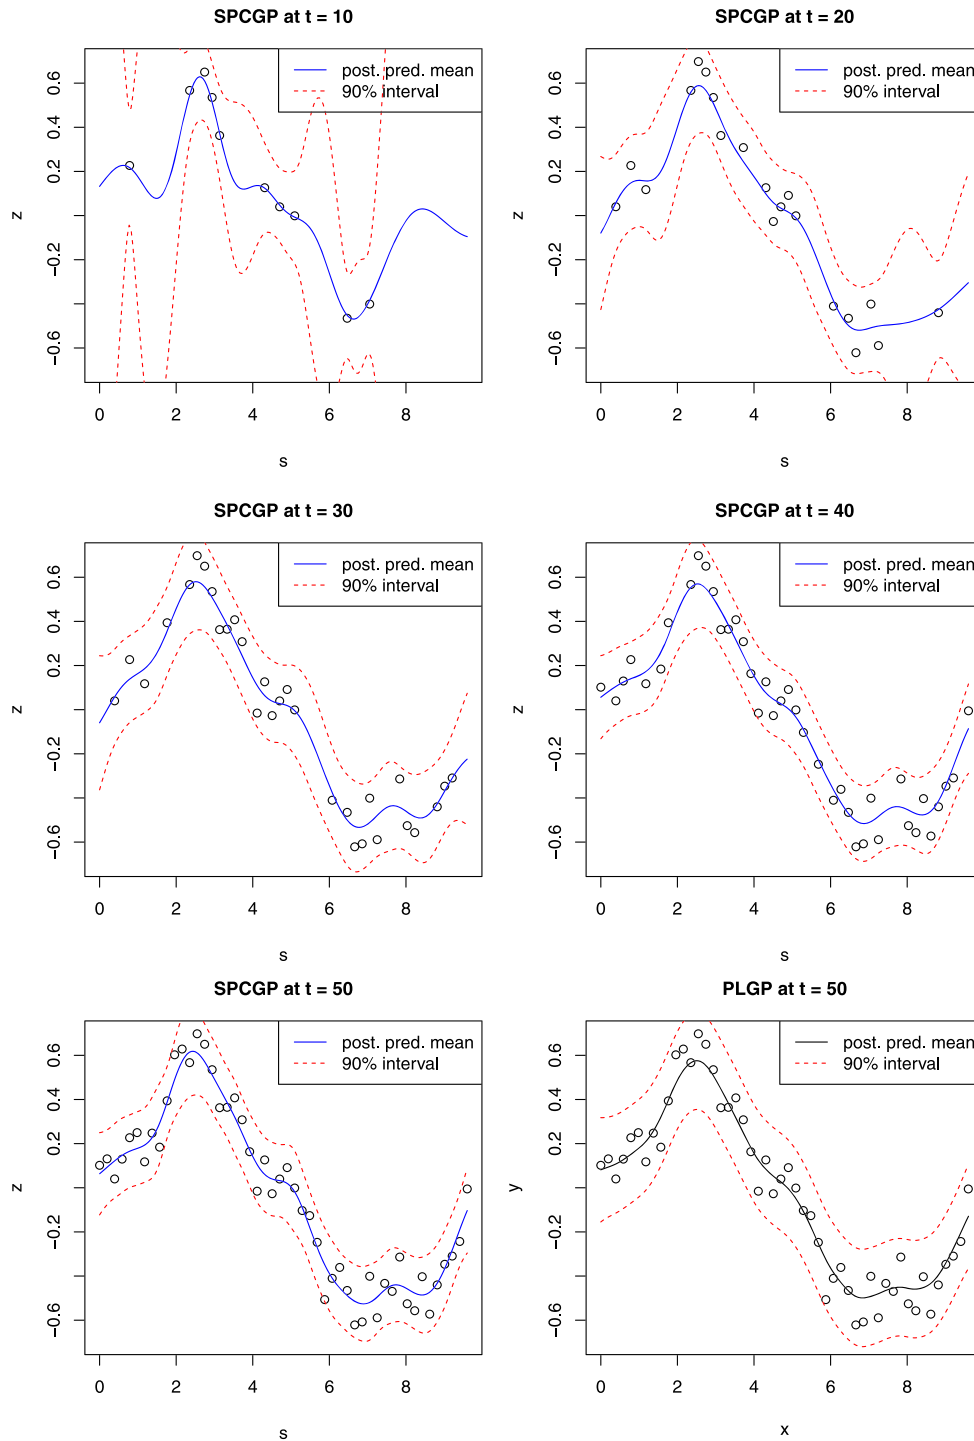 SPCGP at t = 10
post. pred. mean
90% interval
z
0.6
0.4
0.2
-0.2
-0.6
0 2 4 6 8
s
SPCGP at t = 20
post. pred. mean
90% interval
z
0.6
0.4
0.2
-0.2
-0.6
0 2 4 6 8
s
SPCGP at t = 30
post. pred. mean
90% interval
z
0.6
0.4
0.2
-0.2
-0.6
0 2 4 6 8
s
SPCGP at t = 40
post. pred. mean
90% interval
z
0.6
0.4
0.2
-0.2
-0.6
0 2 4 6 8
s
SPCGP at t = 50
post. pred. mean
90% interval
z
0.6
0.4
0.2
-0.2
-0.6
0 2 4 6 8
s
PLGP at t = 50
post. pred. mean
90% interval
y
0.6
0.4
0.2
-0.2
-0.6
0 2 4 6 8
x